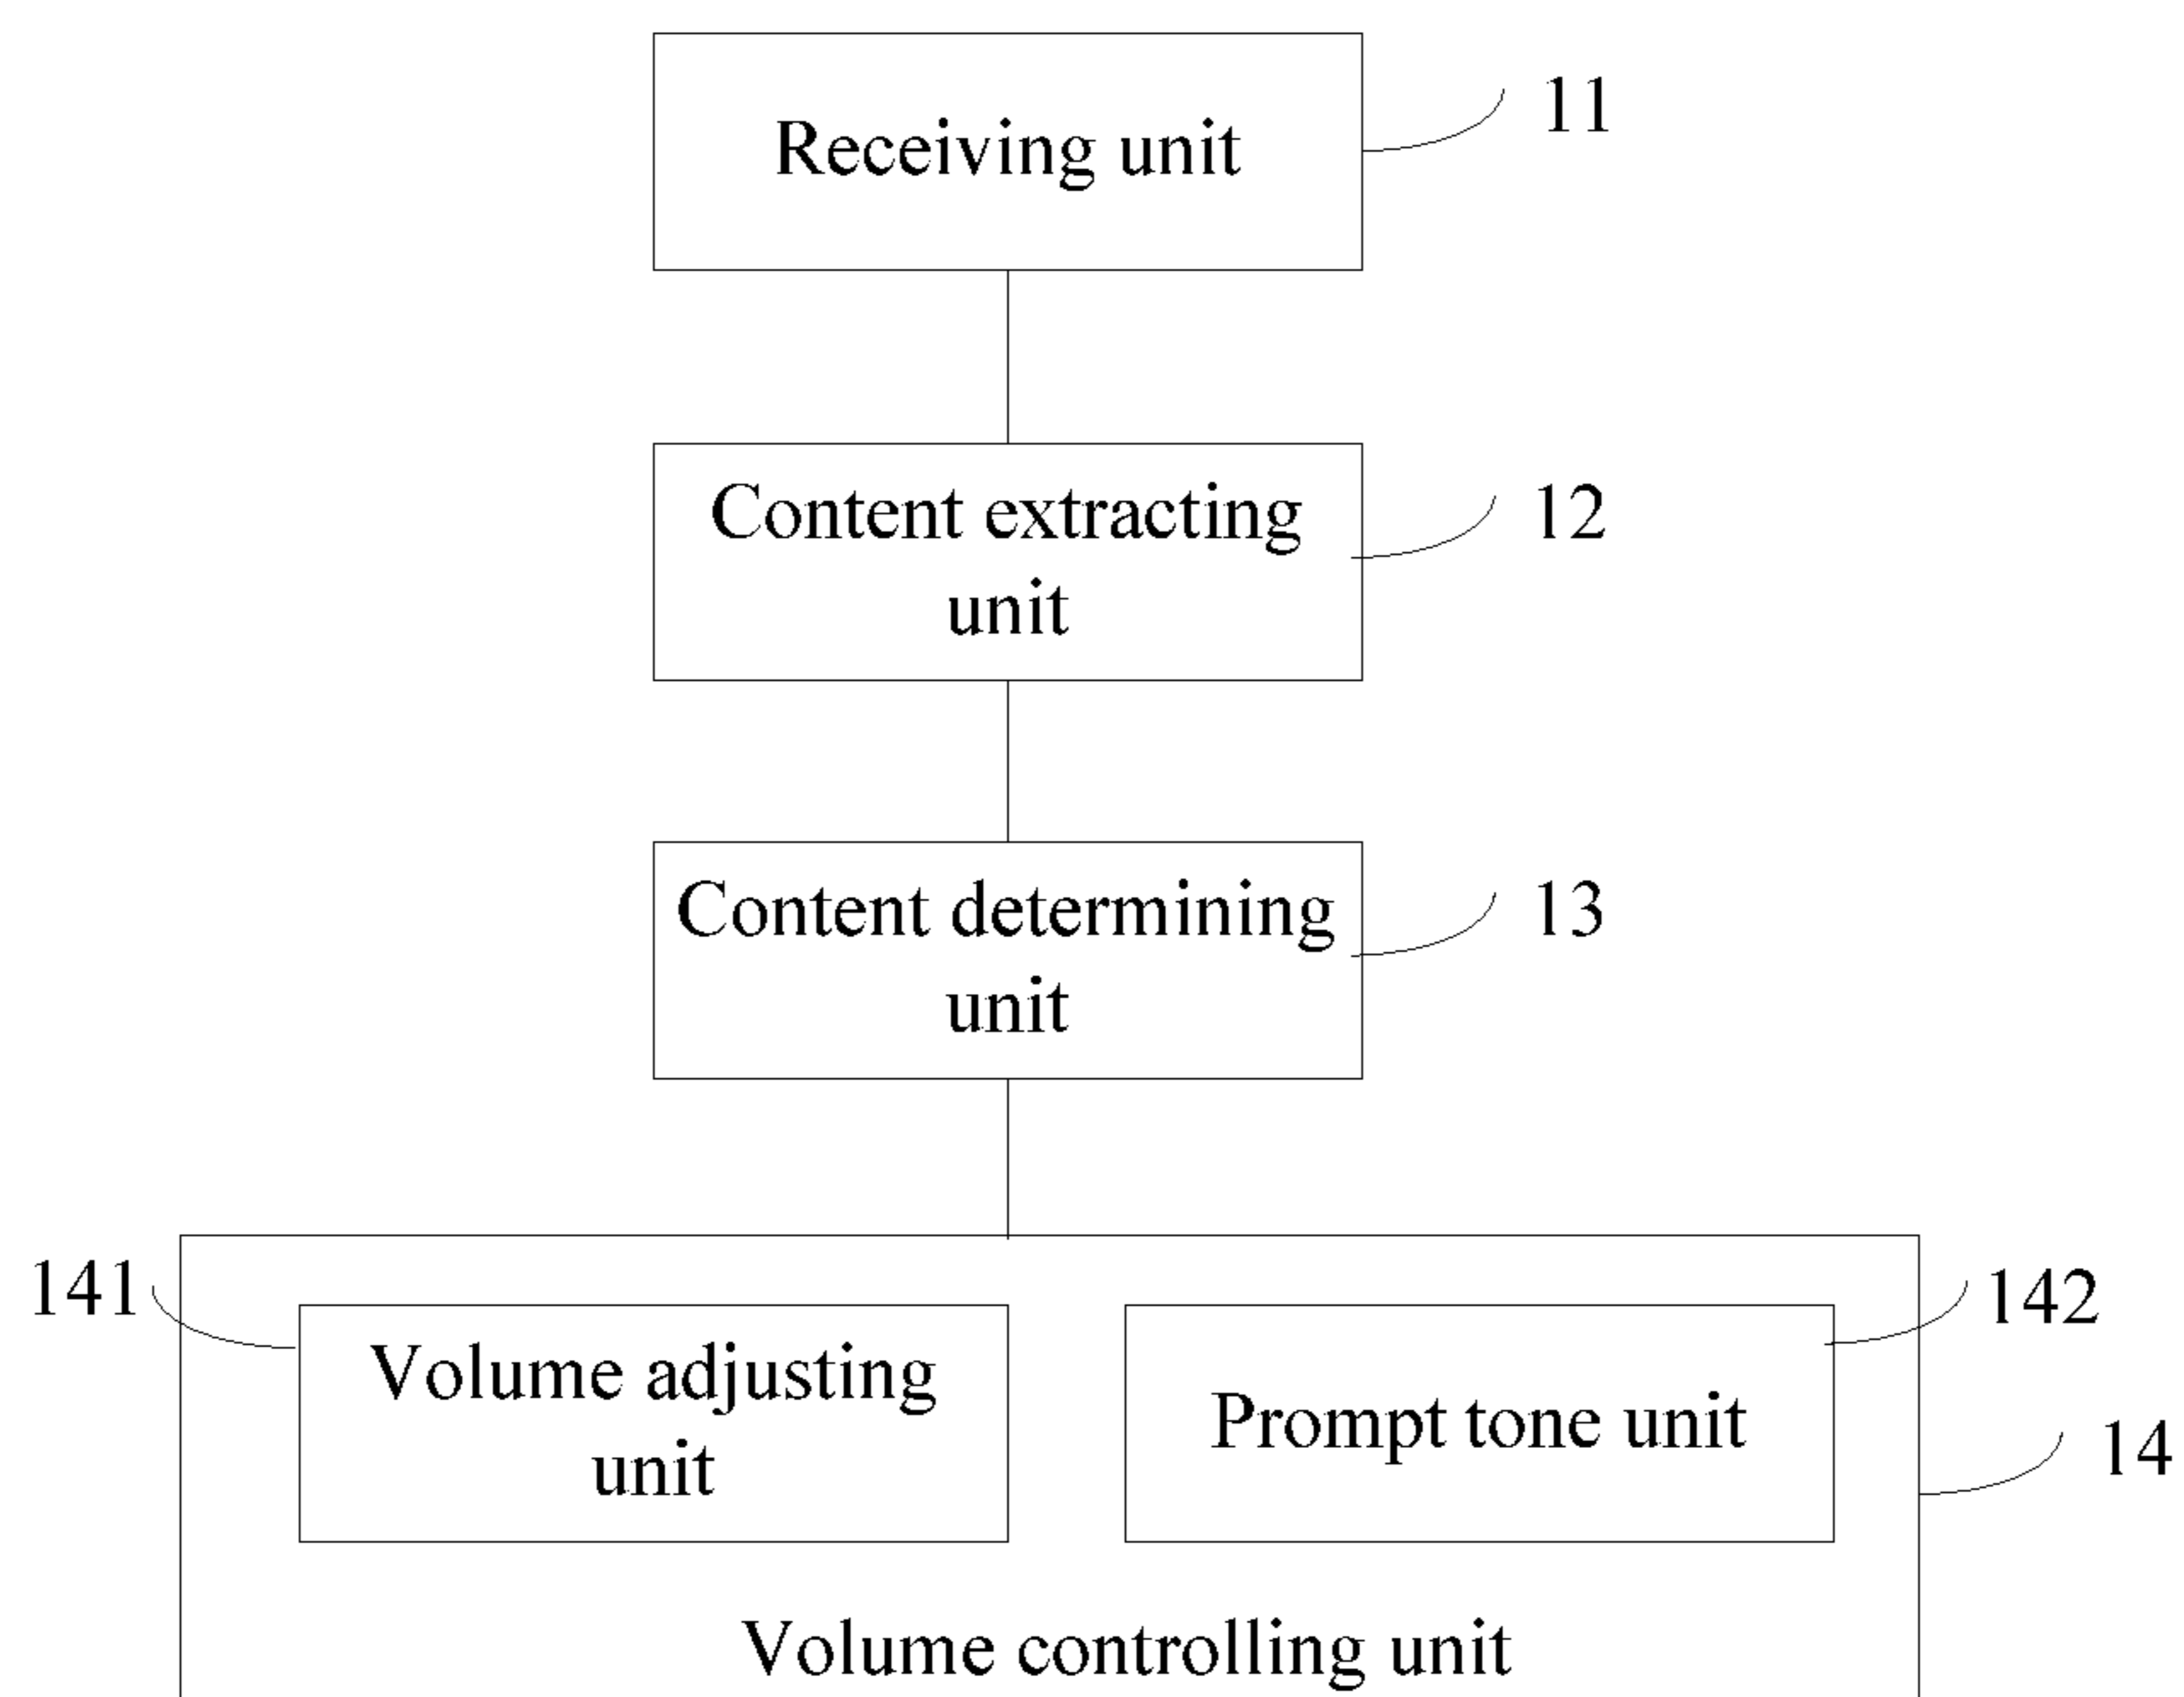 Receiving unit
11
Content extracting
unit
12
Content determining
unit
13
141
Volume adjusting
unit
142
Prompt tone unit
14
Volume controlling unit